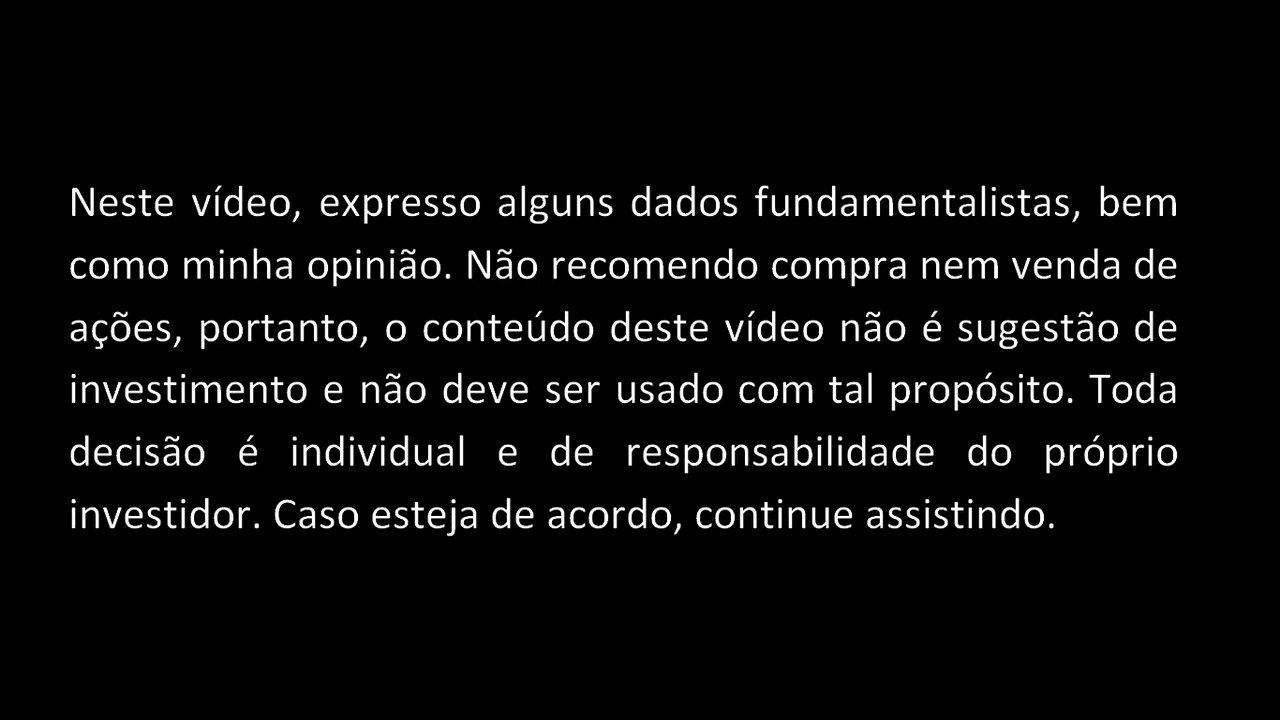 Neste vídeo, expresso alguns dados fundamentalistas, bem
como minha opinião. Não recomendo compra nem venda de
ações, portanto, o conteúdo deste vídeo não é sugestão de
investimento e não deve ser usado com tal propósito. Toda
decisão é individual e de responsabilidade do próprio
investidor. Caso esteja de acordo, continue assistindo.